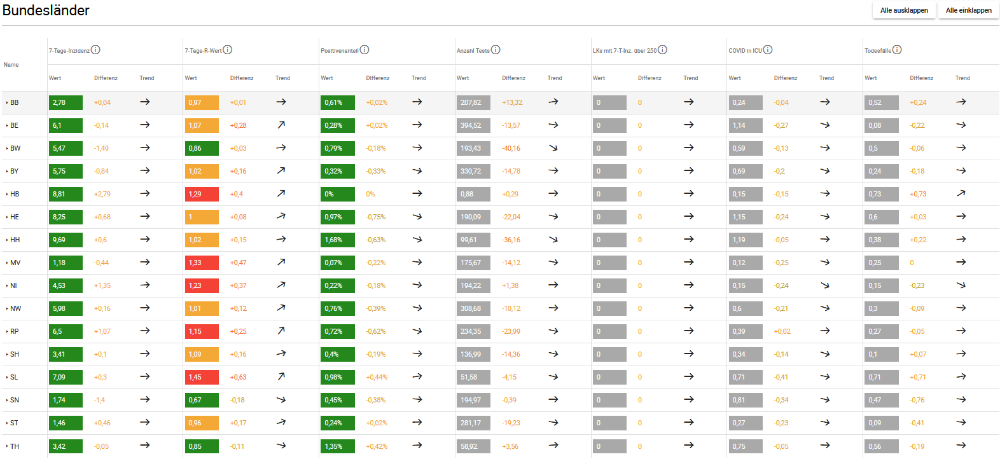 Bundesländer
Alle ausklappen Alle einklappen
Name 7-Tage-Inzidenz 7-Tage-R-Wert Positivenanteil Anzahl Tests LKs mit 7-T-Inz. über 250 COVID in ICU Todesfälle
Wert Differenz Trend Wert Differenz Trend Wert Differenz Trend Wert Differenz Trend Wert Differenz Trend Wert Differenz Trend Wert Differenz Trend
BB 2,78 +0,04 0,97 +0,01 0,61% +0,02% 207,82 +13,32 0 0 0,24 -0,04 0,52 +0,24
BE 6,1 -0,14 1,07 +0,28 0,28% +0,02% 394,52 -13,57 0 0 1,14 -0,27 0,08 -0,22
BW 5,47 -1,49 0,86 +0,03 0,79% -0,18% 193,43 -40,16 0 0 0,59 -0,13 0,5 -0,06
BY 5,75 -0,84 1,02 +0,16 0,32% -0,33% 330,72 -14,78 0 0 0,69 -0,2 0,24 -0,18
HB 8,81 +2,79 1,29 +0,4 0% 0% 0,88 +0,29 0 0 0,15 -0,15 0,73 +0,73
HE 8,25 +0,68 1 +0,08 0,97% -0,75% 190,09 -22,04 0 0 1,15 -0,24 0,6 +0,03
HH 9,69 +0,6 1,02 +0,15 1,68% -0,63% 99,61 -36,16 0 0 1,19 -0,05 0,38 +0,22
MV 1,18 -0,44 1,33 +0,47 0,07% -0,22% 175,67 -14,12 0 0 0,12 -0,25 0,25 0
NI 4,53 +1,35 1,23 +0,37 0,22% -0,18% 194,22 +1,38 0 0 0,15 -0,24 0,15 -0,23
NW 5,98 +0,16 1,01 +0,12 0,76% -0,39% 308,68 -10,12 0 0 0,6 -0,21 0,3 -0,09
RP 6,5 +1,07 1,15 +0,25 0,72% -0,62% 234,35 -23,99 0 0 0,39 +0,02 0,27 -0,05
SH 3,41 +0,1 1,09 +0,16 0,4% -0,19% 136,99 -14,36 0 0 0,34 -0,14 0,1 +0,07
SL 7,09 +0,3 1,45 +0,63 0,98% +0,44% 51,58 -4,15 0 0 0,71 -0,41 0,71 +0,71
SN 1,74 -1,4 0,67 -0,18 0,45% -0,38% 194,97 -0,39 0 0 0,81 -0,34 0,47 -0,76
ST 1,46 +0,46 0,96 +0,17 0,24% +0,02% 281,17 -19,23 0 0 0,27 -0,23 0,09 -0,41
TH 3,42 -0,05 0,85 -0,11 1,35% +0,42% 58,92 +3,56 0 0 0,75 -0,05 0,56 -0,19